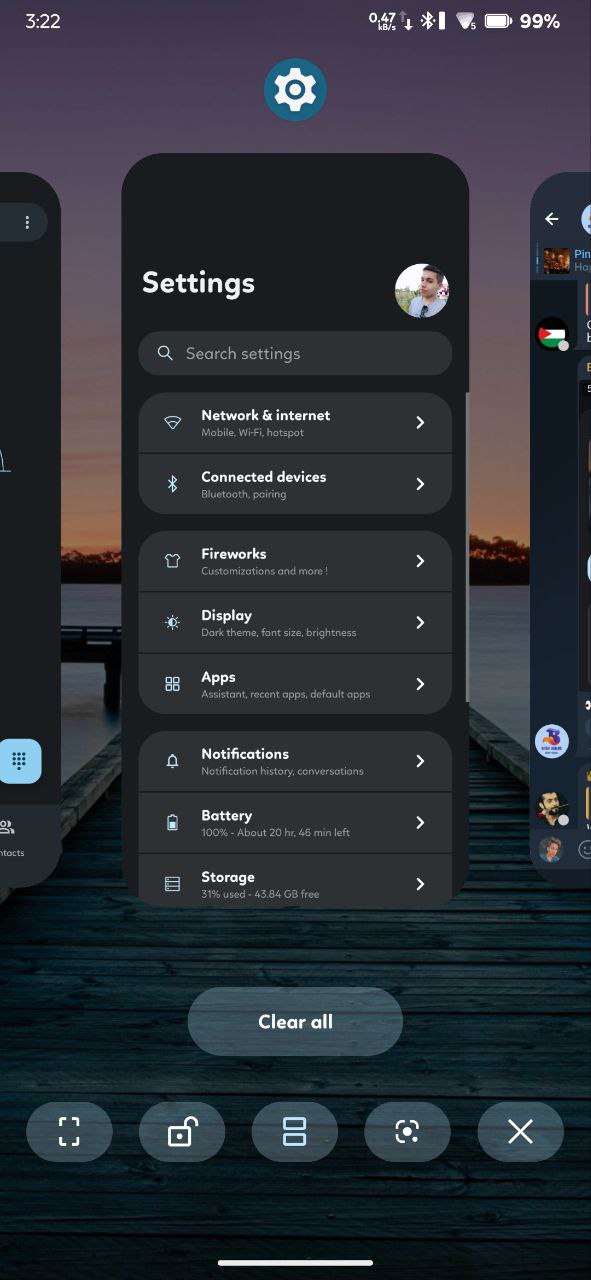 3:22
0.47
kB/s
5
99%
Settings
Search settings
Network & internet
Mobile, Wi-Fi, hotspot
Connected devices
Bluetooth, pairing
Fireworks
Customizations and more !
Display
Dark theme, font size, brightness
Apps
Assistant, recent apps, default apps
Notifications
Notification history, conversations
Battery
100% - About 20 hr, 46 min left
Storage
31% used - 43.84 GB free
ntacts
Pin
Clear all